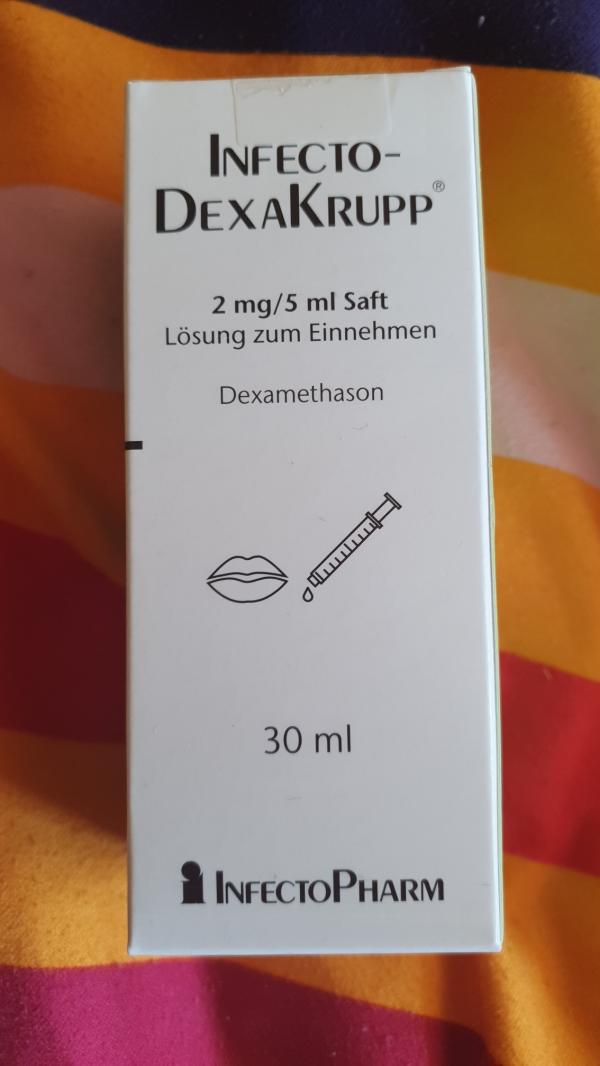 INFECTO-
DEXAKRUPP®
2 mg/5 ml Saft
Lösung zum Einnehmen
Dexamethason
30 ml
INFECTOPHARM